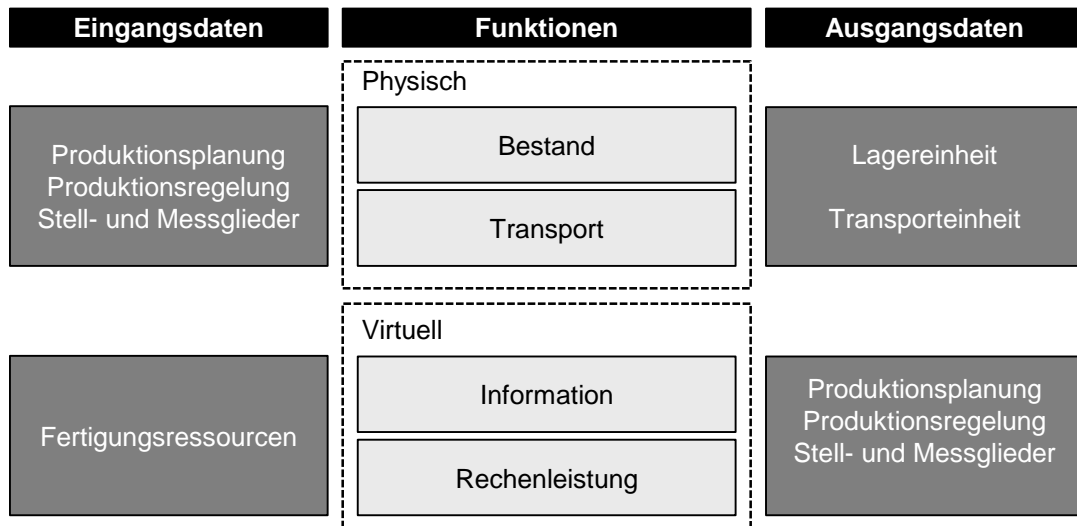 Eingangsdaten
Funktionen
Ausgangsdaten
Physisch
Produktionsplanung
Produktionsregelung
Stell- und Messglieder
Bestand
Transport
Lagereinheit
Transporteinheit
Virtuell
Fertigungsressourcen
Information
Rechenleistung
Produktionsplanung
Produktionsregelung
Stell- und Messglieder